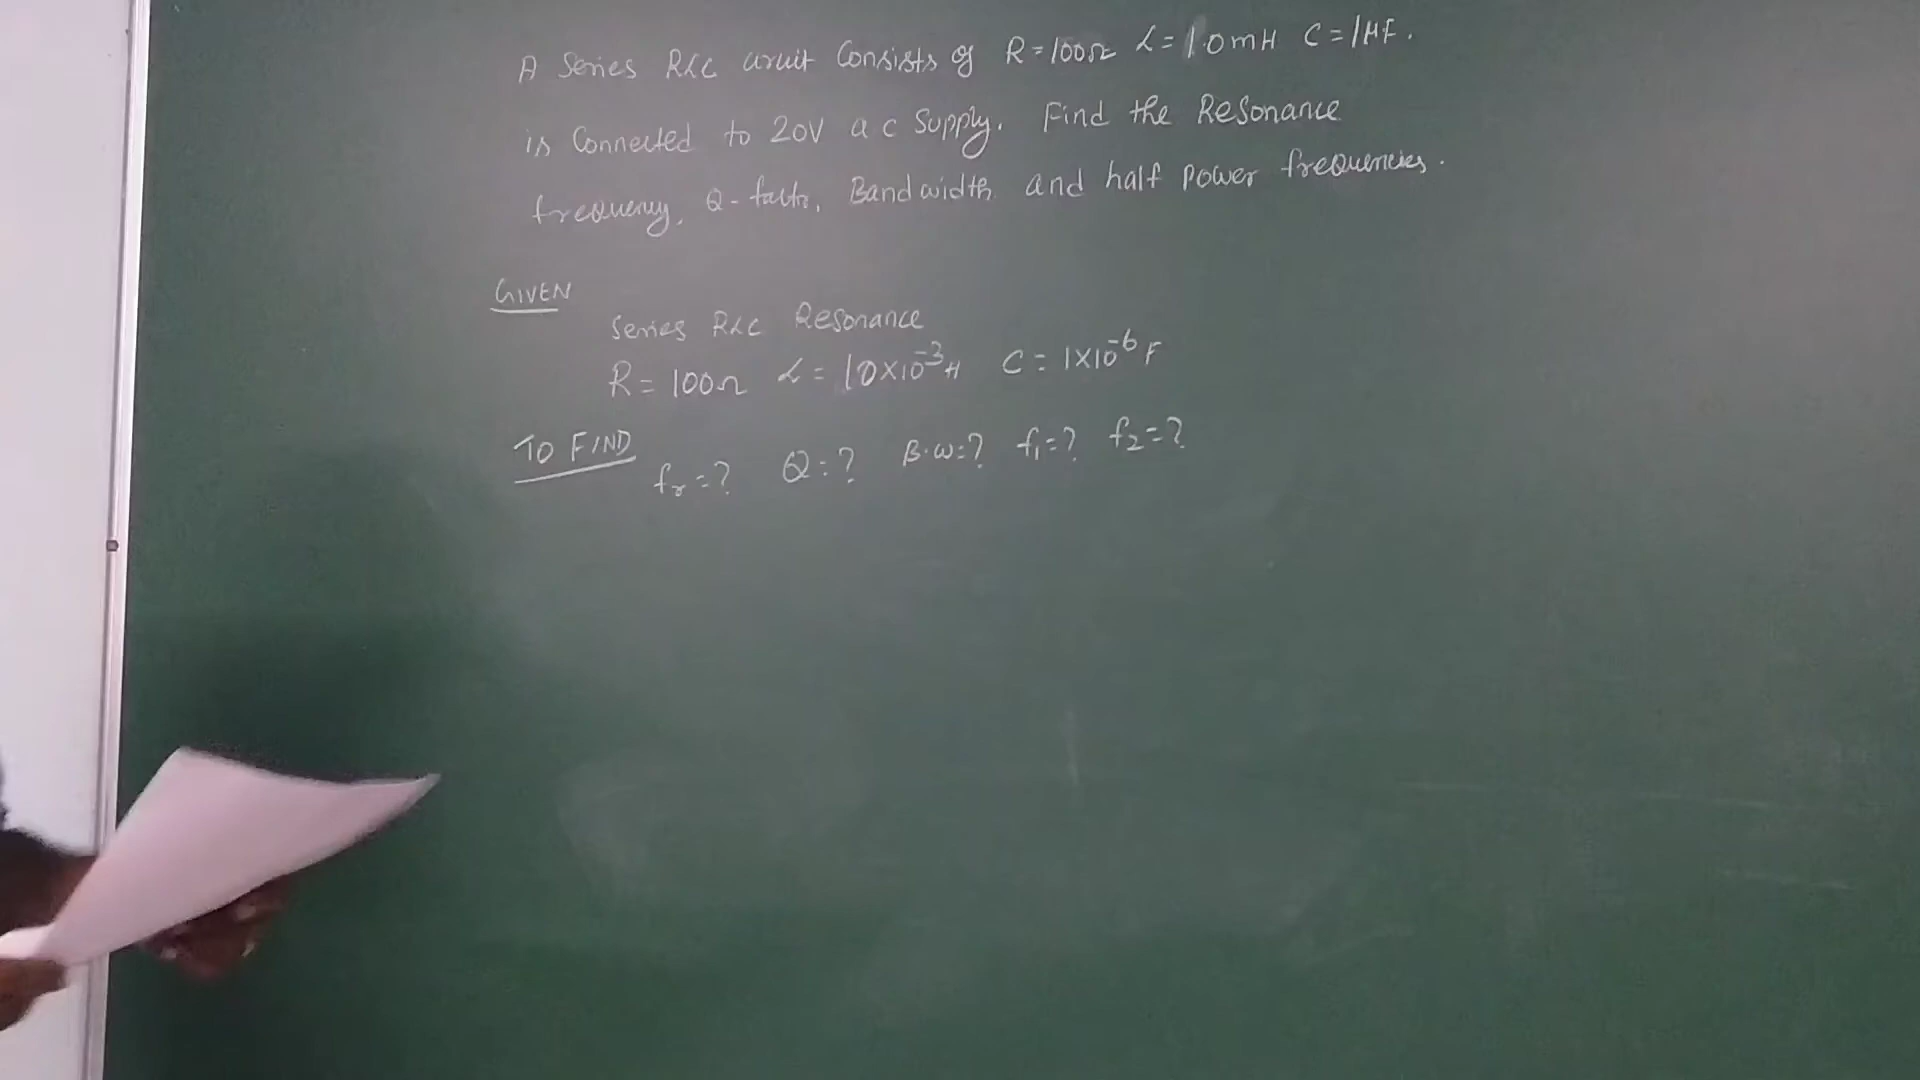 A Series RLC circuit Consists of R=100Ω L=10mH C=1μF.
is Connected to 20V ac Supply. Find the Resonance
frequency, Q-factor, Bandwidth and half power frequencies.
GIVEN
Series RLC Resonance
R= 100Ω L= 10×10⁻³H C= 1×10⁻⁶F
TO FIND
fr=? Q=? B.W=? f₁=? f₂=?